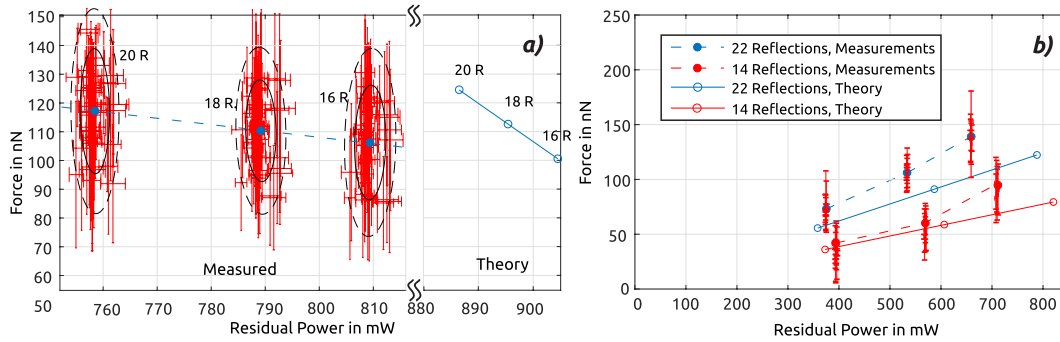 a)
150
140
130
120
110
100
90
80
70
60
50
Force in nN
20 R
18 R
16 R
20 R
18 R
16 R
Measured
Theory
760
770
780
790
800
810
880
890
900
Residual Power in mW
b)
250
200
150
100
50
0
Force in nN
22 Reflections, Measurements
14 Reflections, Measurements
22 Reflections, Theory
14 Reflections, Theory
0
100
200
300
400
500
600
700
800
Residual Power in mW